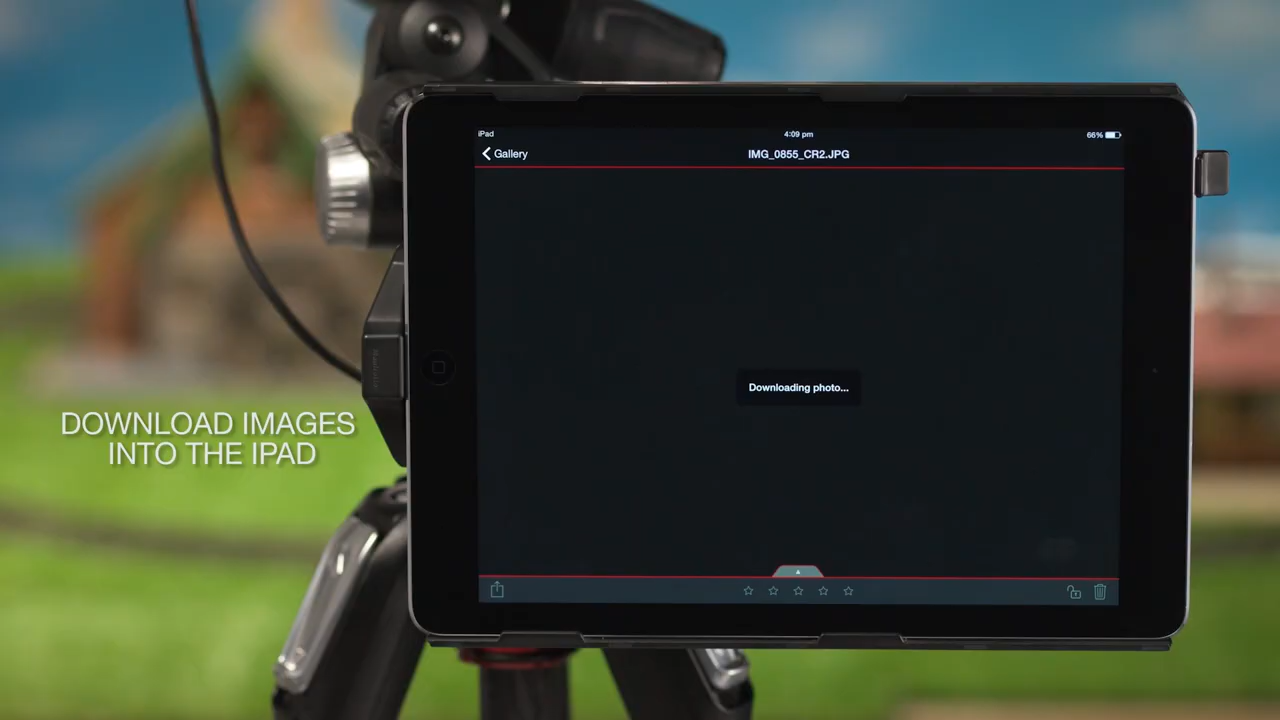 iPad
4:09 pm
66%
Gallery
IMG_0855_CR2.JPG
Downloading photo...
DOWNLOAD IMAGES
INTO THE IPAD